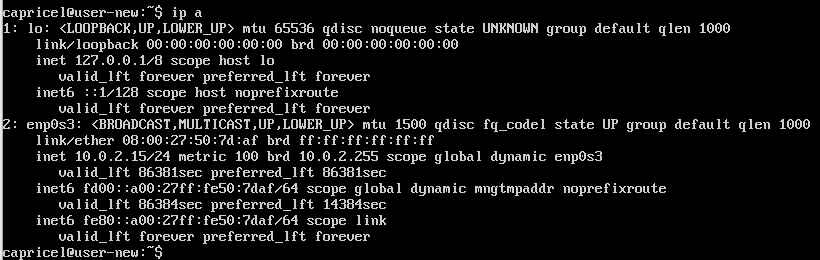 capricel@user-new:~$ ip a
1: lo: <LOOPBACK,UP,LOWER_UP> mtu 65536 qdisc noqueue state UNKNOWN group default qlen 1000
    link/loopback 00:00:00:00:00:00 brd 00:00:00:00:00:00
    inet 127.0.0.1/8 scope host lo
       valid_lft forever preferred_lft forever
    inet6 ::1/128 scope host noprefixroute
       valid_lft forever preferred_lft forever
2: enp0s3: <BROADCAST,MULTICAST,UP,LOWER_UP> mtu 1500 qdisc fq_codel state UP group default qlen 1000
    link/ether 08:00:27:50:7d:af brd ff:ff:ff:ff:ff:ff
    inet 10.0.2.15/24 metric 100 brd 10.0.2.255 scope global dynamic enp0s3
       valid_lft 86381sec preferred_lft 86381sec
    inet6 fd00::a00:27ff:fe50:7daf/64 scope global dynamic mngtmpaddr noprefixroute
       valid_lft 86384sec preferred_lft 14384sec
    inet6 fe80::a00:27ff:fe50:7daf/64 scope link
       valid_lft forever preferred_lft forever
capricel@user-new:~$